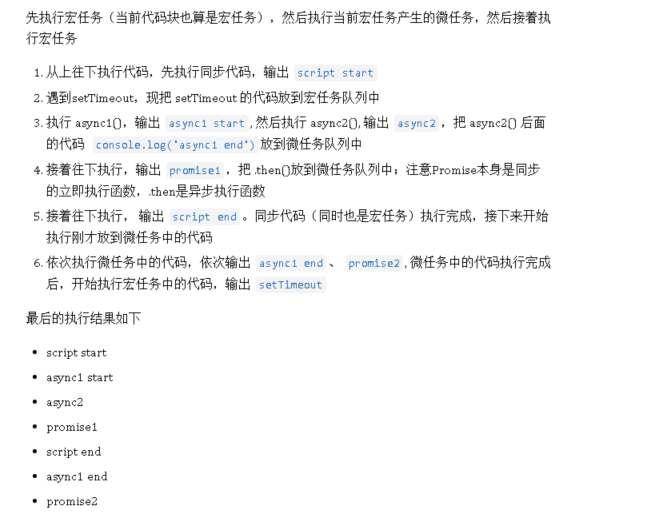 先执行宏任务（当前代码块也算是宏任务），然后执行当前宏任务产生的微任务，然后接着执
行宏任务
1. 从上往下执行代码，先执行同步代码，输出 script start
2. 遇到setTimeout，现把 setTimeout 的代码放到宏任务队列中
3. 执行 async1()，输出 async1 start , 然后执行 async2(), 输出 async2 ，把 async2() 后面
的代码 console.log('async1 end') 放到微任务队列中
4. 接着往下执行，输出 promise1 ，把 .then()放到微任务队列中；注意Promise本身是同步
的立即执行函数，.then是异步执行函数
5. 接着往下执行， 输出 script end 。同步代码（同时也是宏任务）执行完成，接下来开始
执行刚才放到微任务中的代码
6. 依次执行微任务中的代码，依次输出 async1 end 、 promise2 , 微任务中的代码执行完成
后，开始执行宏任务中的代码，输出 setTimeout
最后的执行结果如下
• script start
• async1 start
• async2
• promise1
• script end
• async1 end
• promise2